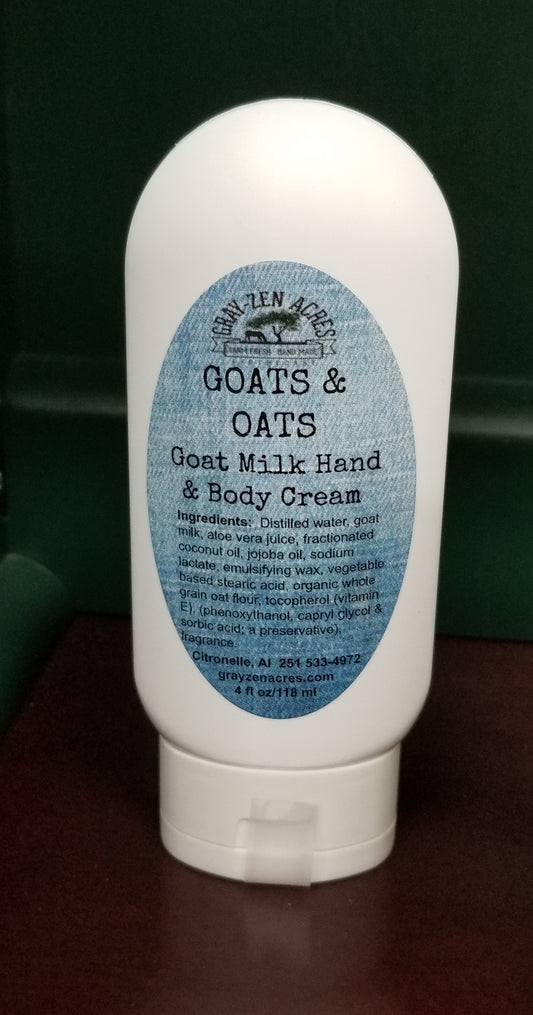 GRAY-ZEN ACRES
FARM FRESH HAND MADE
GOATS &
OATS
Goat Milk Hand
& Body Cream
Ingredients: Distilled water, goat
milk, aloe vera juice, fractionated
coconut oil, jojoba oil, sodium
lactate, emulsifying wax, vegetable
based stearic acid, organic whole
grain oat flour, tocopherol (vitamin
E), (phenoxythanol, capryl glycol &
sorbic acid; a preservative),
fragrance.
Citronelle, Al 251 533-4972
grayzenacres.com
4 fl oz/118 ml